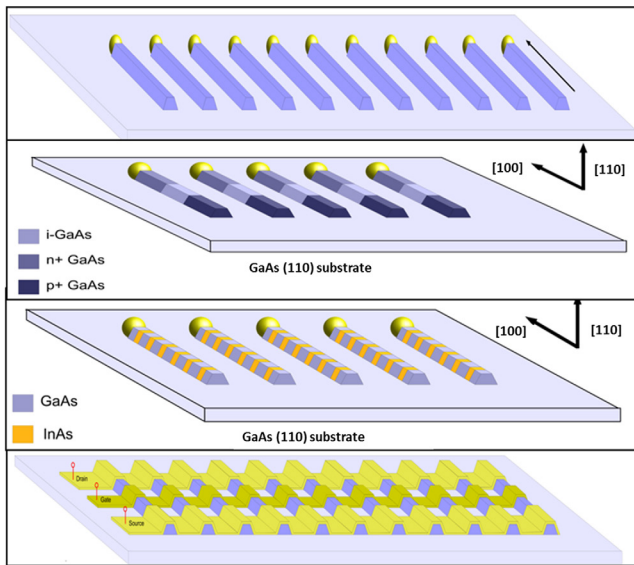 [100]
[110]
i-GaAs
n+ GaAs
p+ GaAs
GaAs (110) substrate
[100]
[110]
GaAs
InAs
GaAs (110) substrate
Drain
Gate
Source